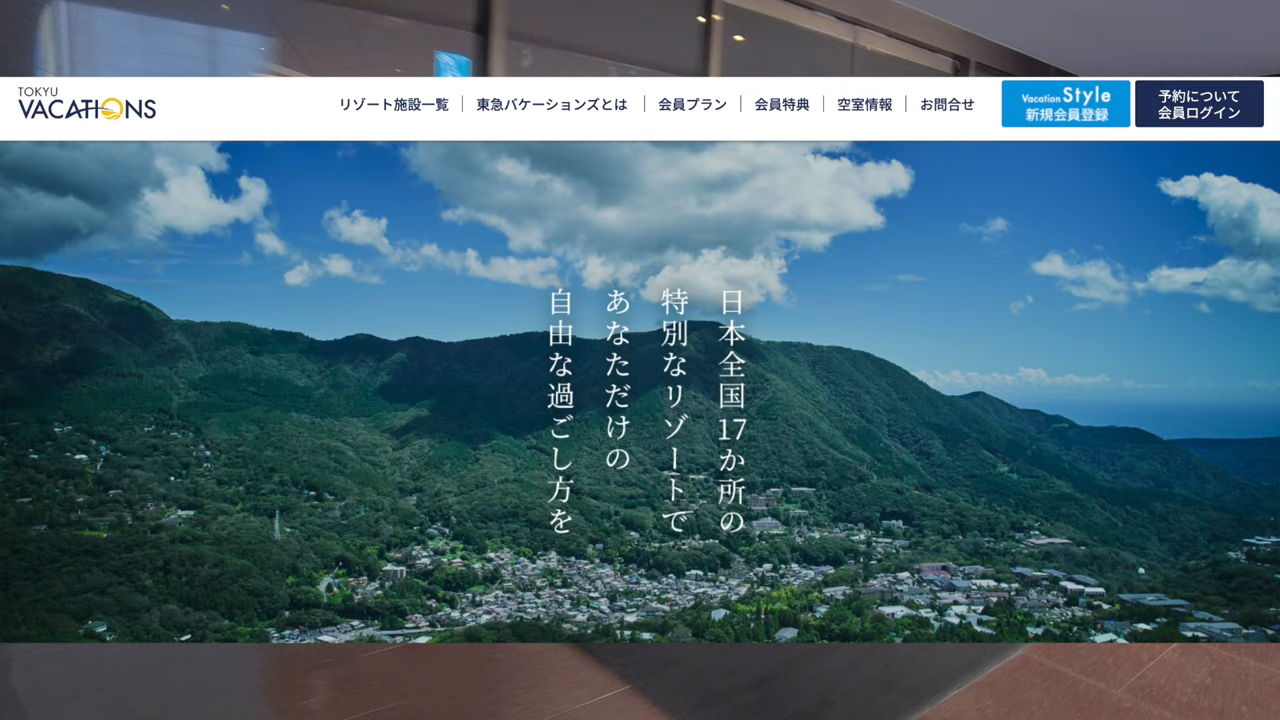 TOKYU
VACATIONS
リゾート施設一覧
東急バケーションズとは
会員プラン
会員特典
空室情報
お問合せ
Vacation Style
新規会員登録
予約について
会員ログイン
日本全国17か所の
特別なリゾートで
あなただけの
自由な過ごし方を